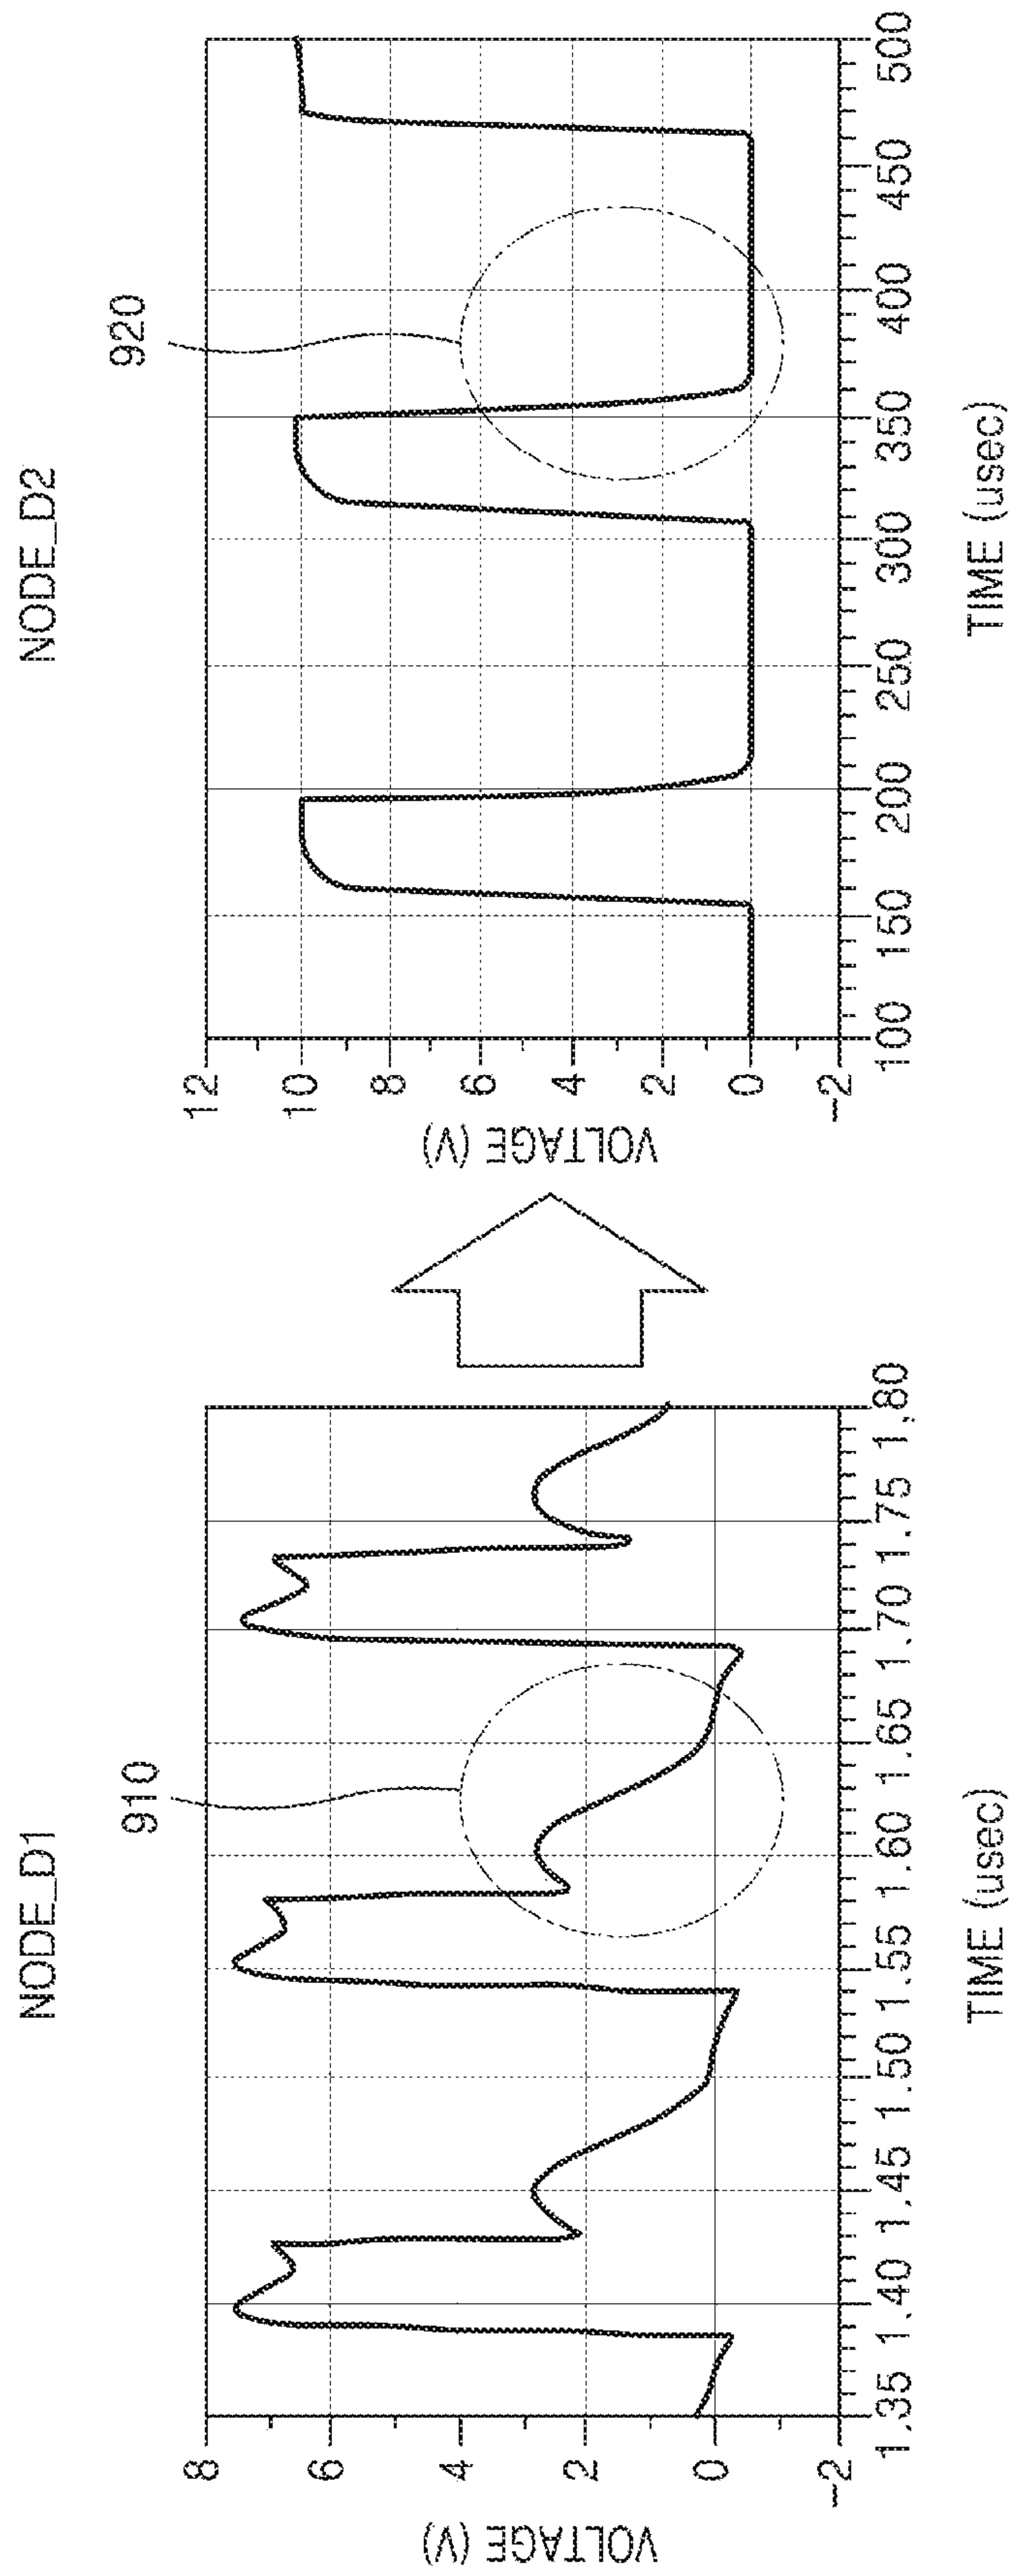 NODE_D1
910
VOLTAGE (V)
8
6
4
2
0
-2
1,35 1.40 1,45 1.50 1.55 1.60 1.65 1.70 1.75 1,80
TIME (usec)
NODE_D2
920
VOLTAGE (V)
12
10
8
6
4
2
0
-2
100 150 200 250 300 350 400 450 500
TIME (usec)